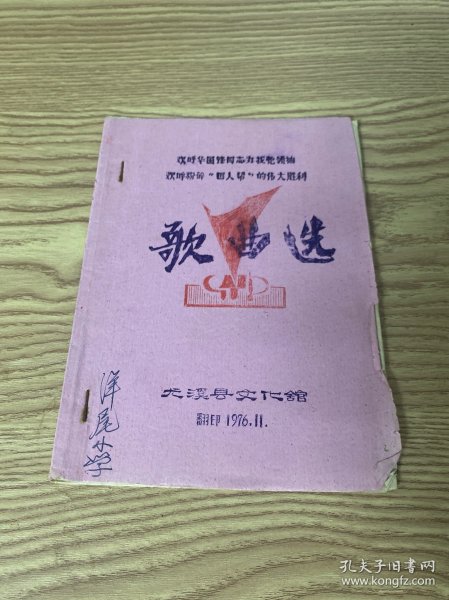 欢呼华国锋同志为我党领袖
欢呼粉碎“四人帮”的伟大胜利
歌曲选
尤溪县文化馆
翻印 1976.11.
洋尾小学
孔夫子旧书网
www.kongfz.com